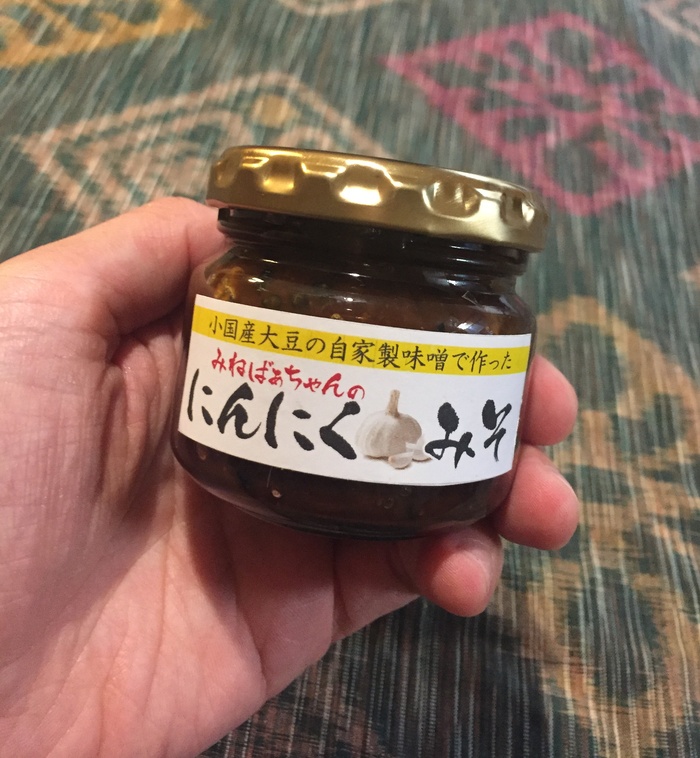 小国産大豆の自家製味噌で作った
みねばぁちゃんの
にんにくみそ